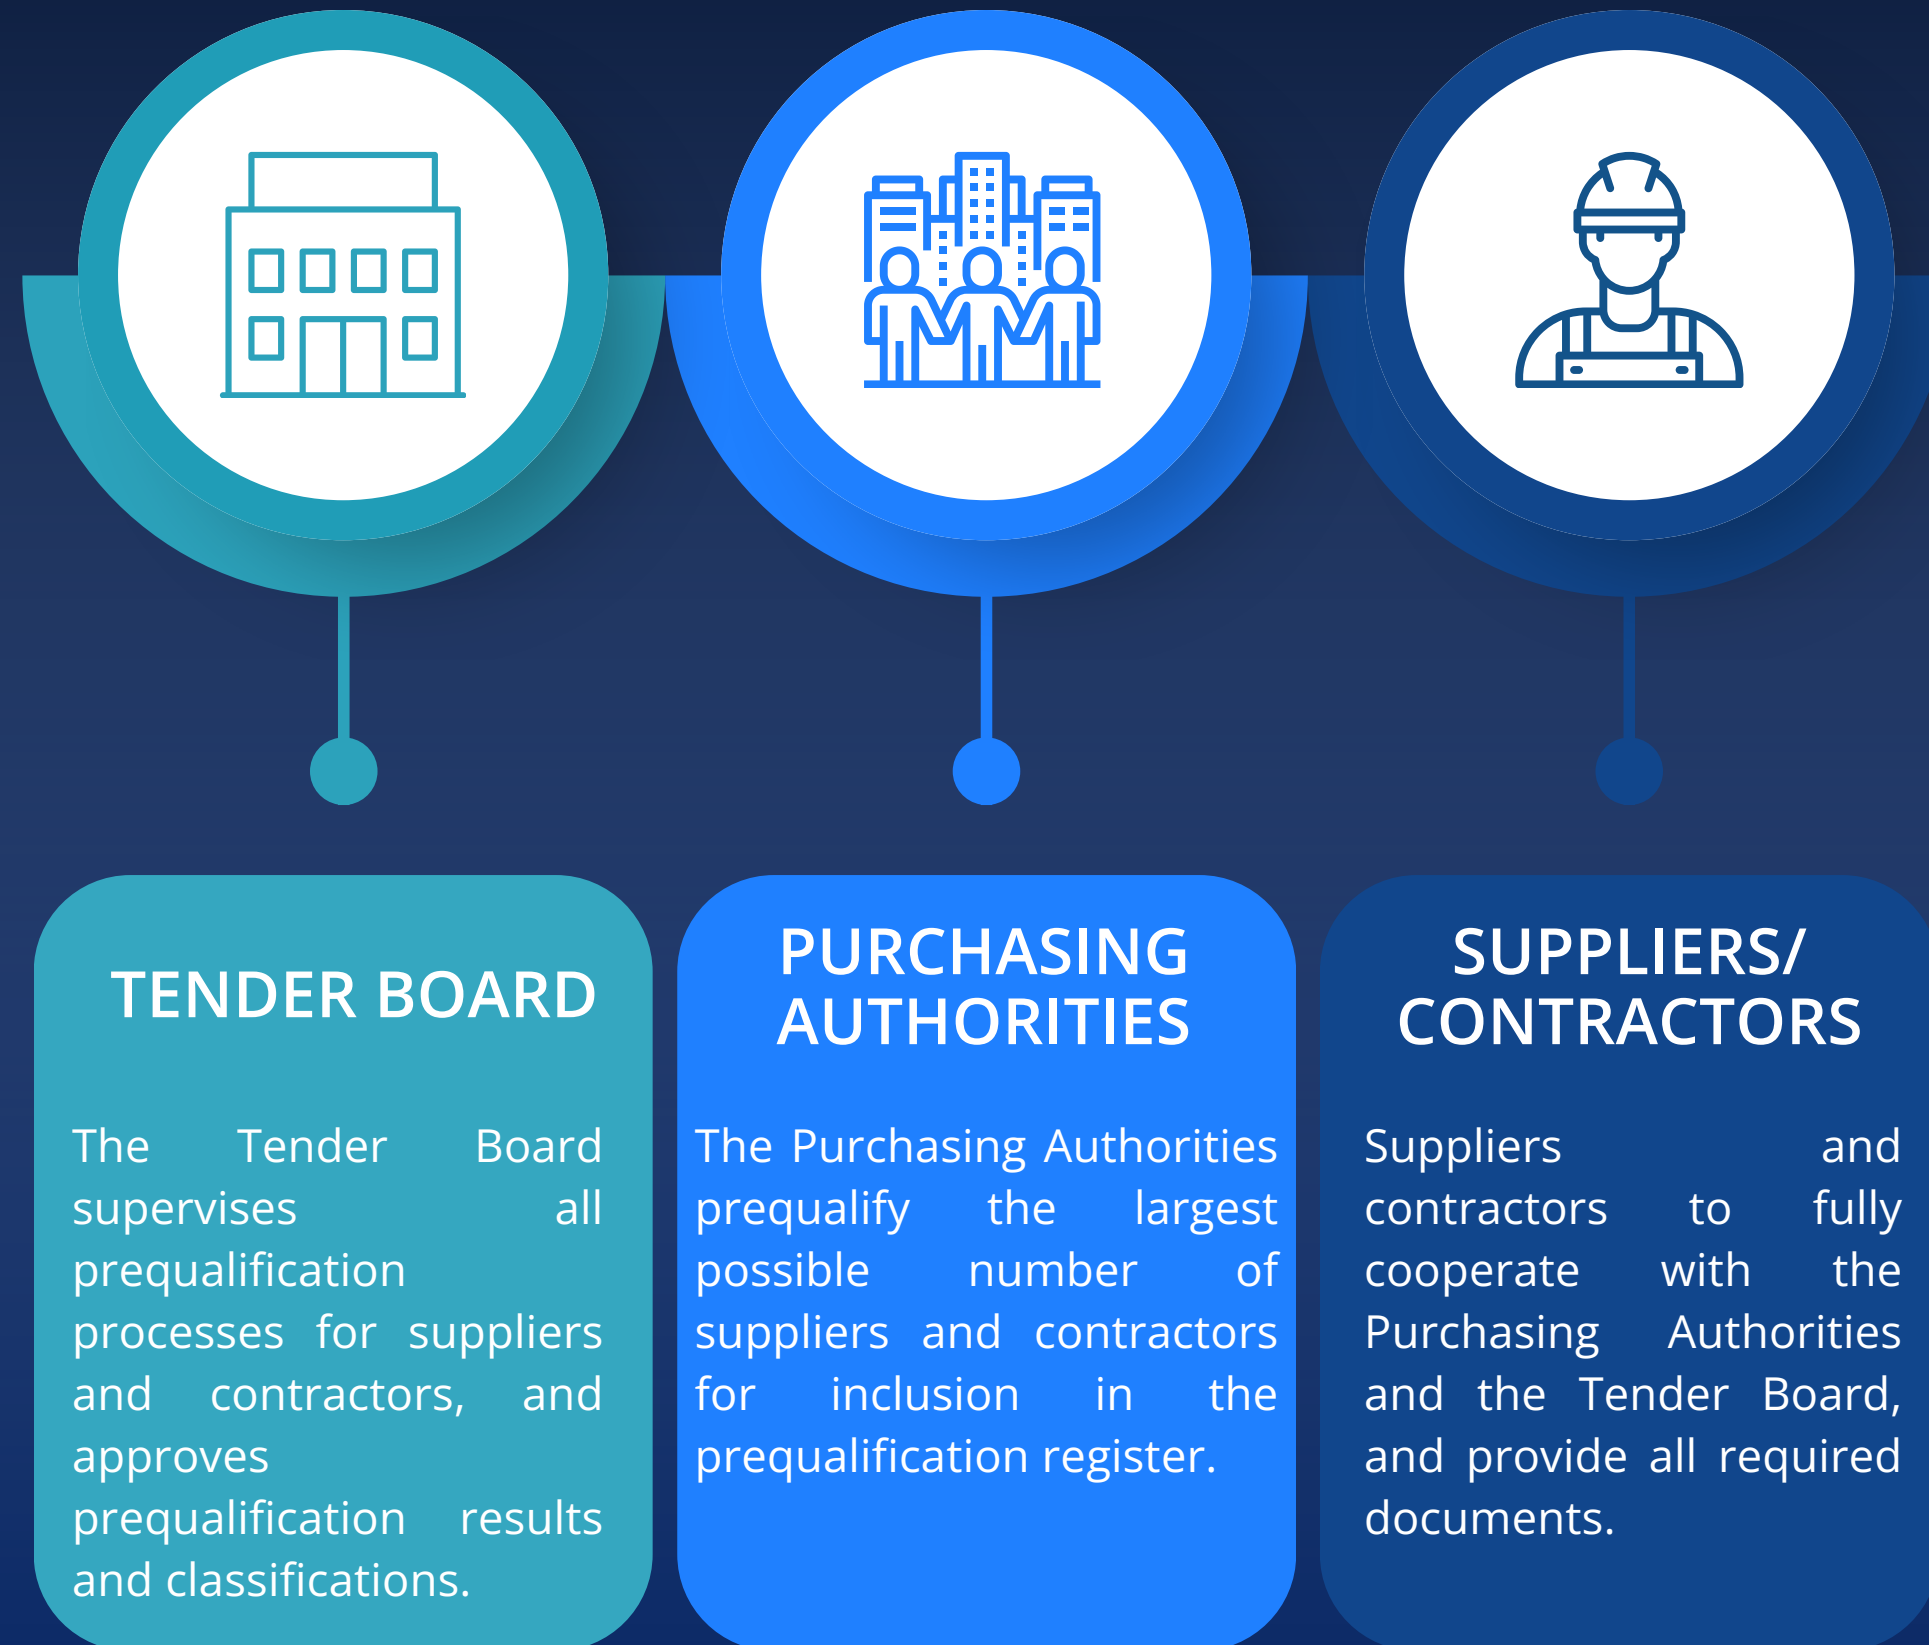 TENDER BOARD
The Tender Board
supervises all
prequalification
processes for suppliers
and contractors, and
approves
prequalification results
and classifications.
PURCHASING
AUTHORITIES
The Purchasing Authorities
prequalify the largest
possible number of
suppliers and contractors
for inclusion in the
prequalification register.
SUPPLIERS/
CONTRACTORS
Suppliers and
contractors to fully
cooperate with the
Purchasing Authorities
and the Tender Board,
and provide all required
documents.